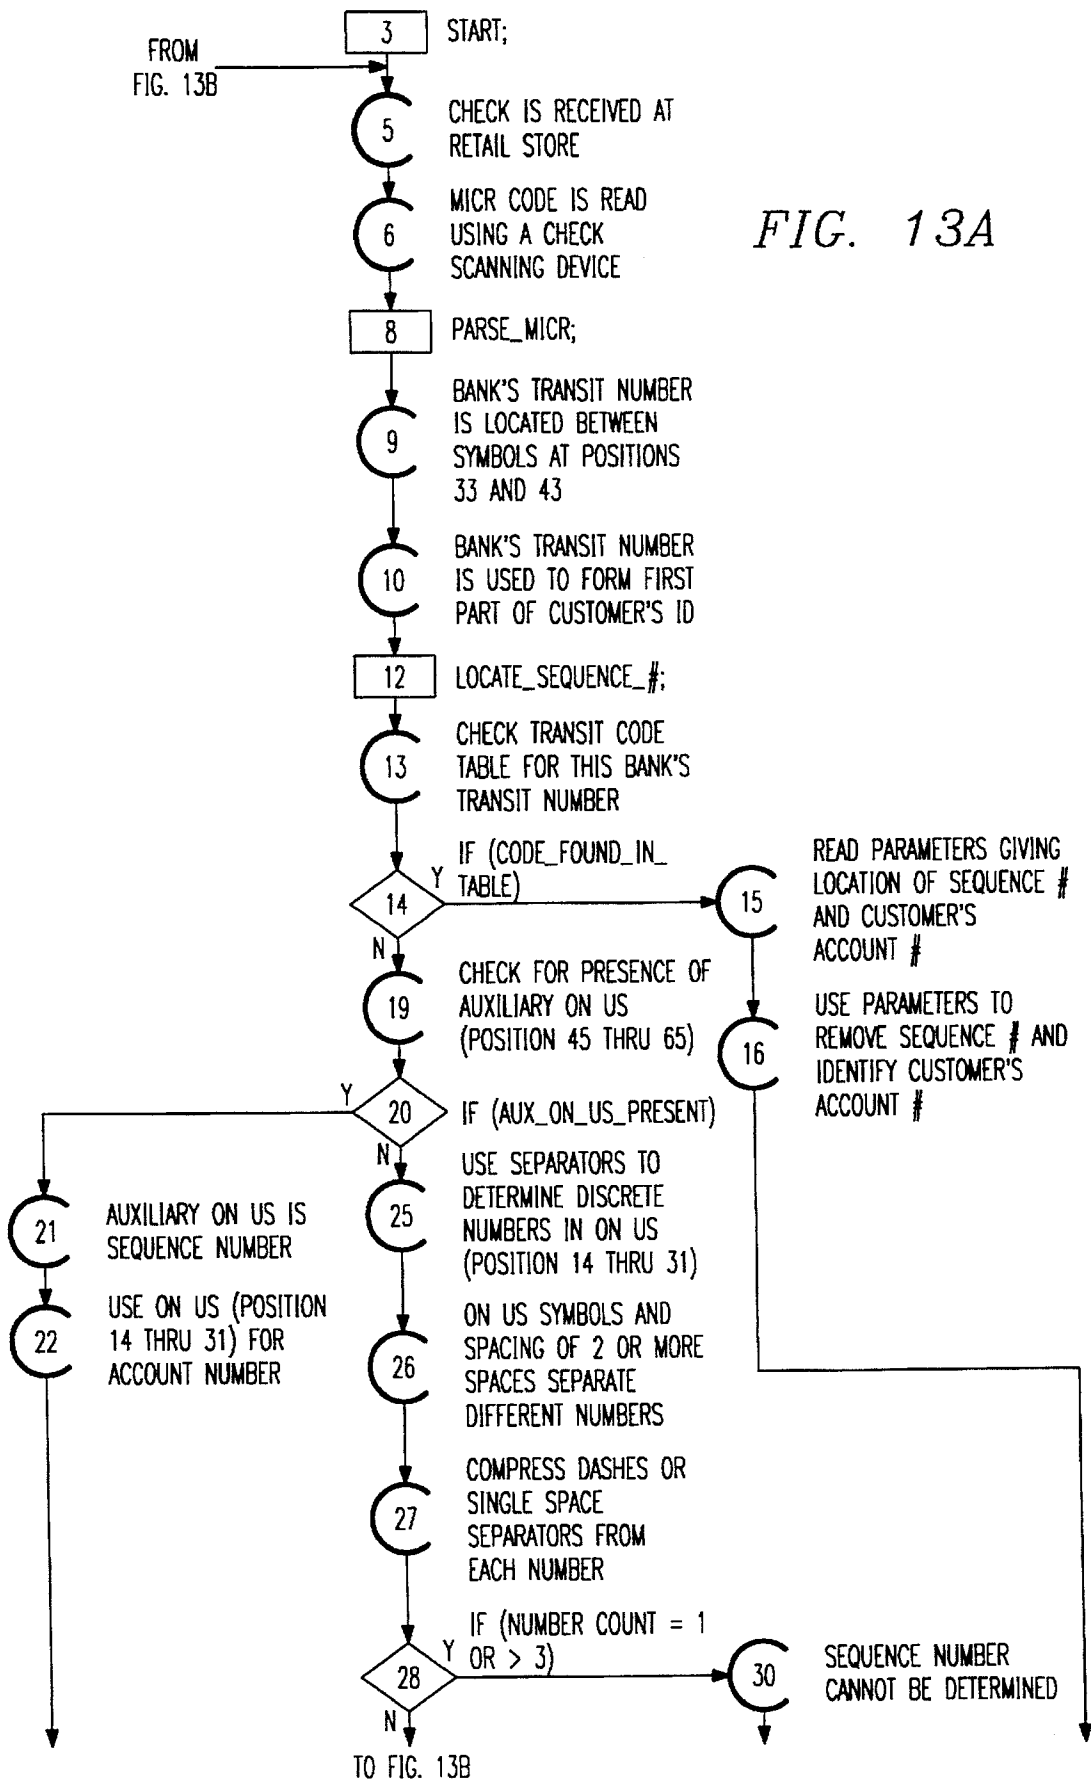 3 START;
FROM
FIG. 13B
5 CHECK IS RECEIVED AT
RETAIL STORE
FIG. 13A
6 MICR CODE IS READ
USING A CHECK
SCANNING DEVICE
8 PARSE_MICR;
9 BANK'S TRANSIT NUMBER
IS LOCATED BETWEEN
SYMBOLS AT POSITIONS
33 AND 43
10 BANK'S TRANSIT NUMBER
IS USED TO FORM FIRST
PART OF CUSTOMER'S ID
12 LOCATE_SEQUENCE_#;
13 CHECK TRANSIT CODE
TABLE FOR THIS BANK'S
TRANSIT NUMBER
14 IF (CODE_FOUND_IN_
TABLE)
Y
N
15 READ PARAMETERS GIVING
LOCATION OF SEQUENCE #
AND CUSTOMER'S
ACCOUNT #
16 USE PARAMETERS TO
REMOVE SEQUENCE # AND
IDENTIFY CUSTOMER'S
ACCOUNT #
19 CHECK FOR PRESENCE OF
AUXILIARY ON US
(POSITION 45 THRU 65)
20 IF (AUX_ON_US_PRESENT)
Y
N
21 AUXILIARY ON US IS
SEQUENCE NUMBER
22 USE ON US (POSITION
14 THRU 31) FOR
ACCOUNT NUMBER
25 USE SEPARATORS TO
DETERMINE DISCRETE
NUMBERS IN ON US
(POSITION 14 THRU 31)
26 ON US SYMBOLS AND
SPACING OF 2 OR MORE
SPACES SEPARATE
DIFFERENT NUMBERS
27 COMPRESS DASHES OR
SINGLE SPACE
SEPARATORS FROM
EACH NUMBER
28 IF (NUMBER COUNT = 1
OR > 3)
Y
N
30 SEQUENCE NUMBER
CANNOT BE DETERMINED
TO FIG. 13B